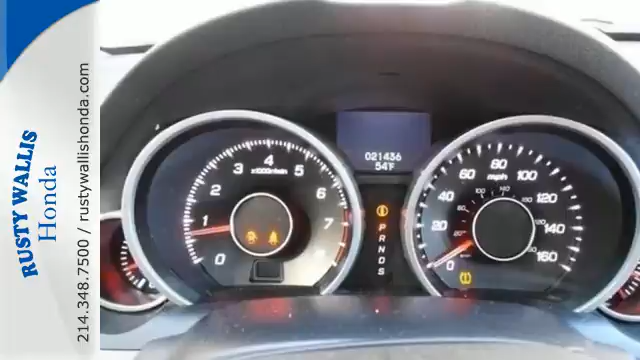 RUSTY WALLIS
Honda
214.348.7500 / rustywallishonda.com
0 1 2 3 4 5 6 7
x1000r/min
021436
54°F
P
R
N
D
S
0 20 40 60 80 100 120 140 160
mph